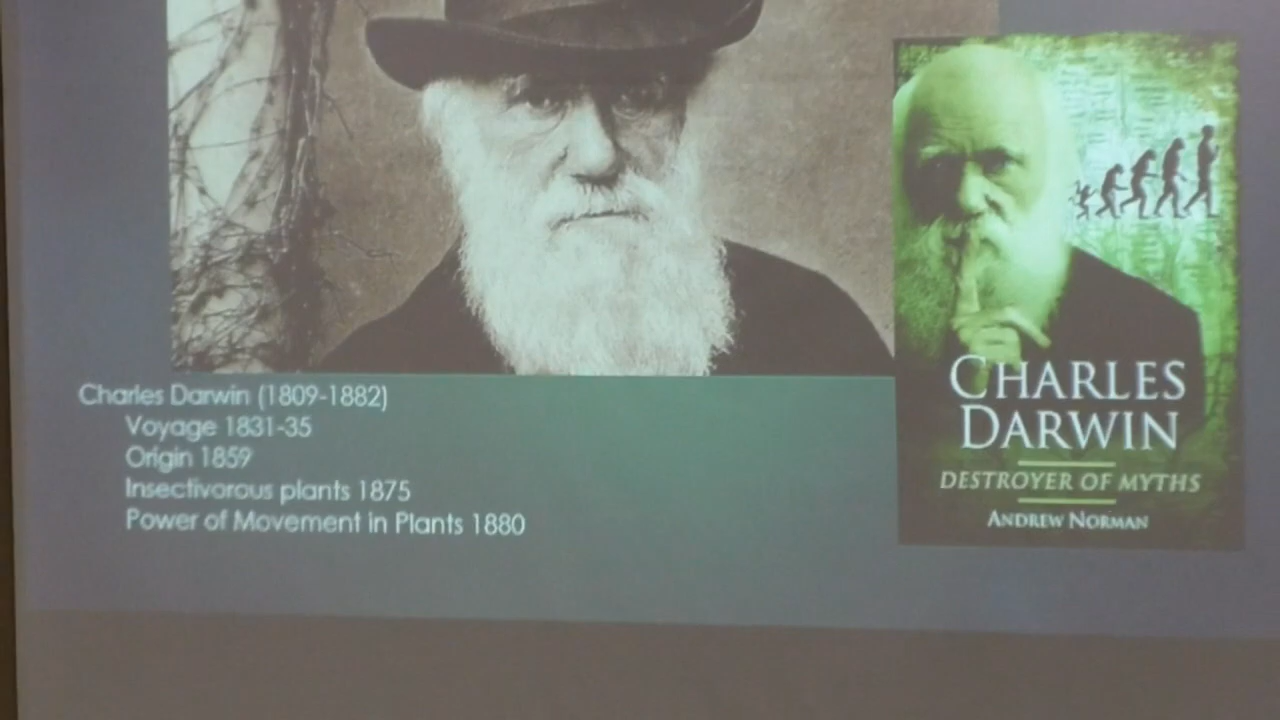 Charles Darwin (1809-1882)
Voyage 1831-35
Origin 1859
Insectivorous plants 1875
Power of Movement in Plants 1880
CHARLES
DARWIN
DESTROYER OF MYTHS
ANDREW NORMAN